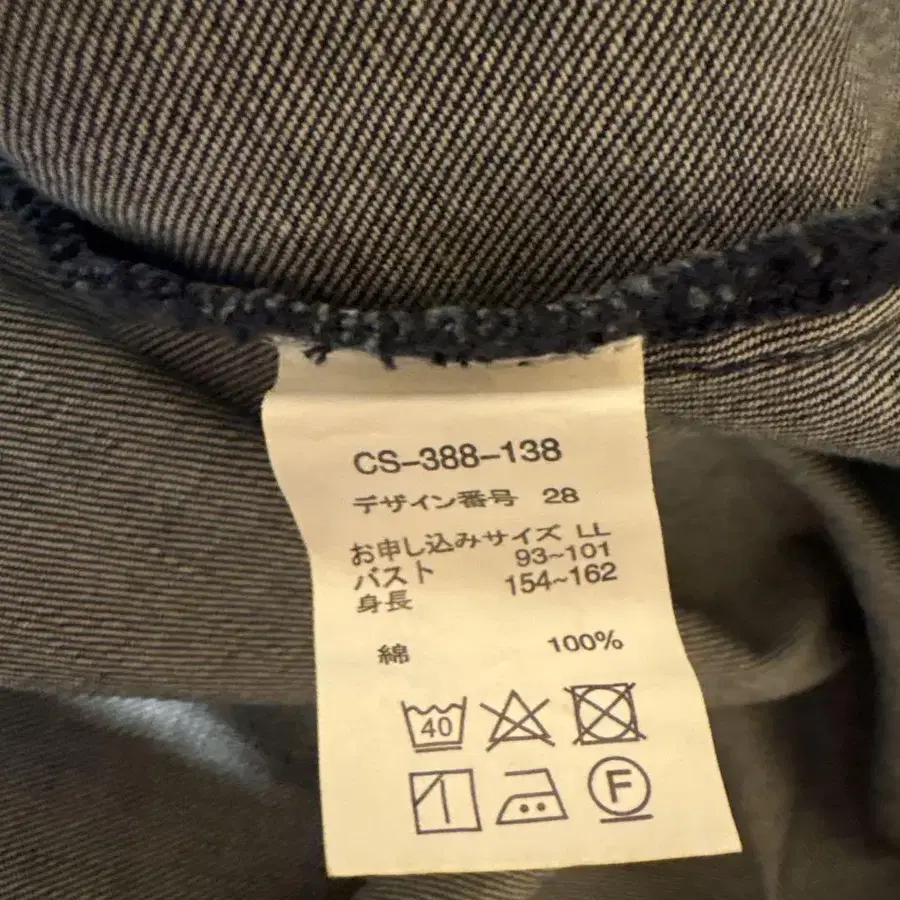 CS-388-138
デザイン番号 28
お申し込みサイズ LL
バスト 93~101
身長 154~162
綿 100%
40
F